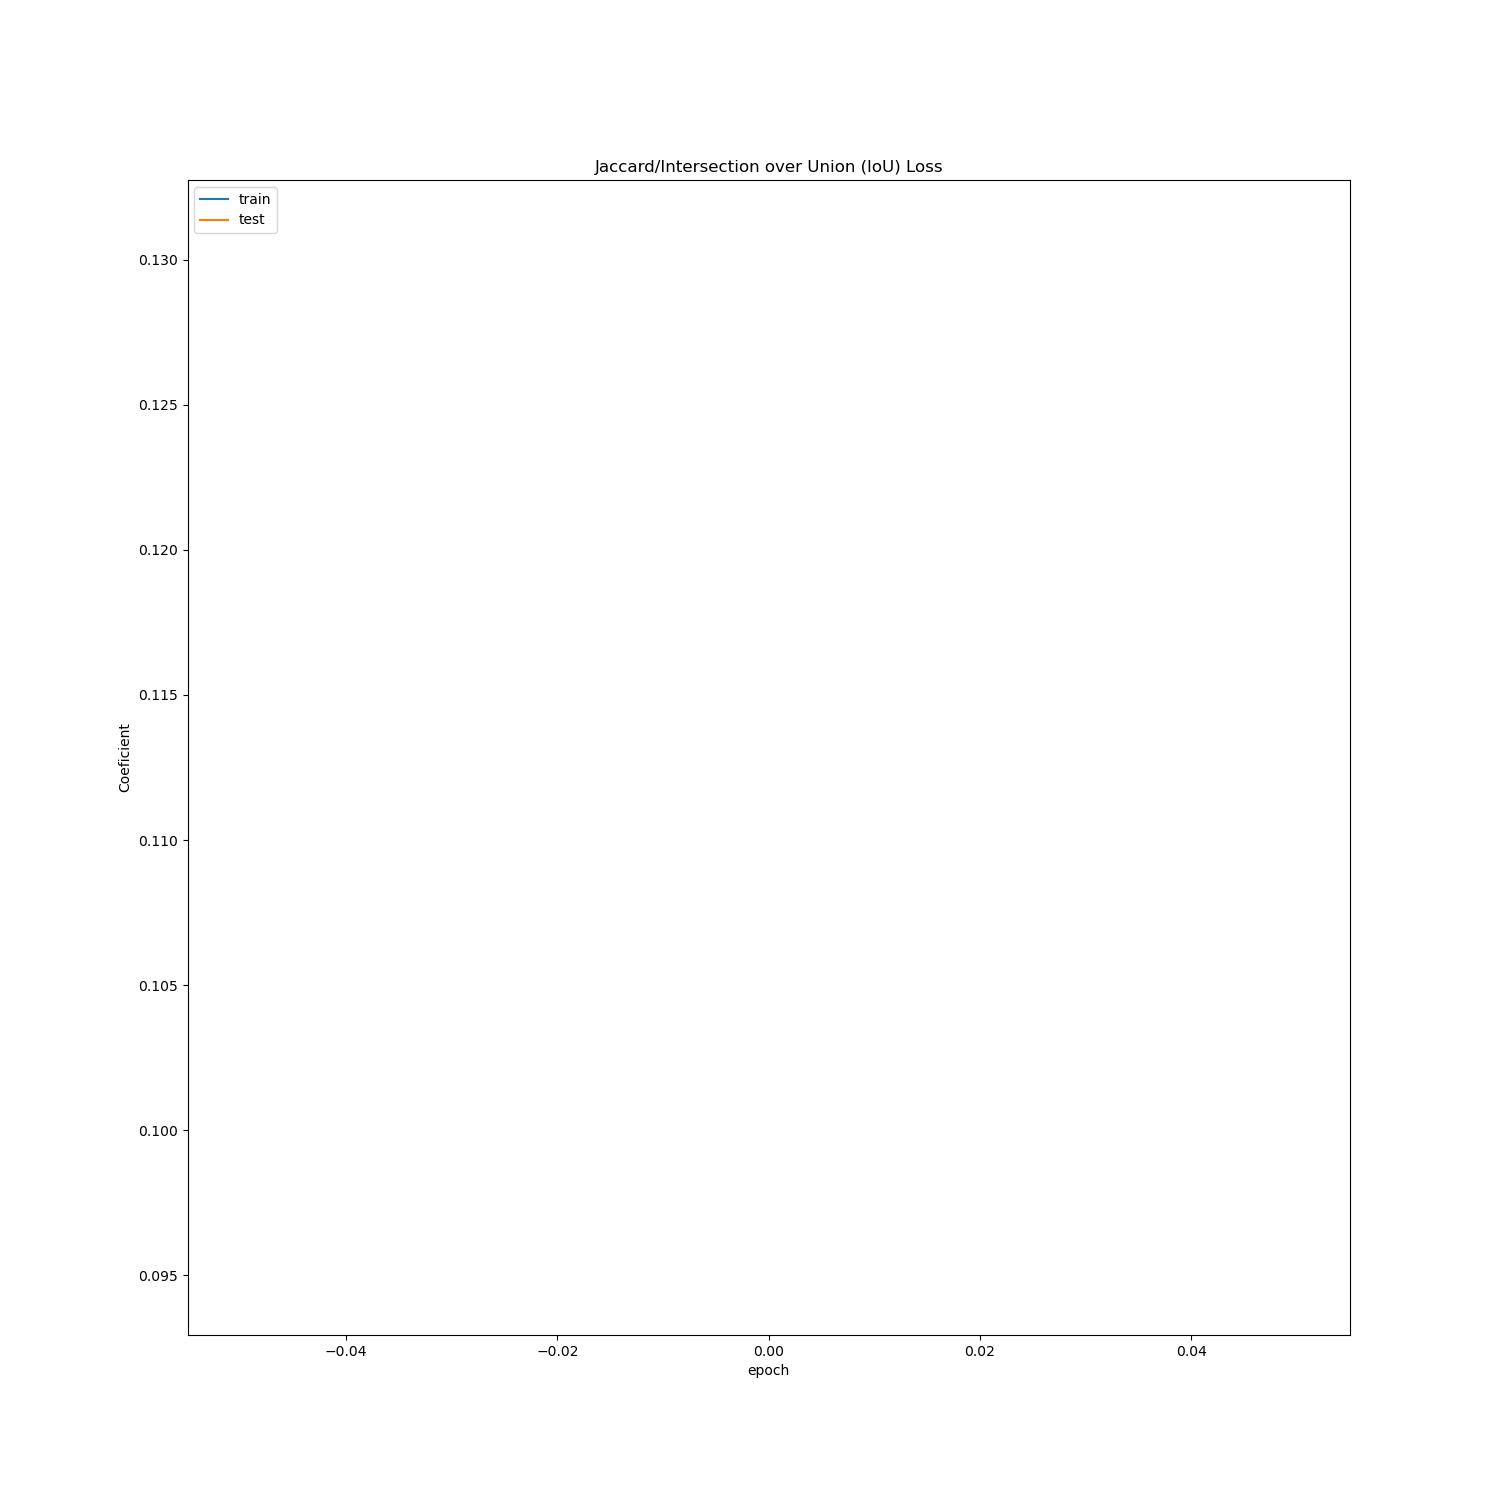 Jaccard/Intersection over Union (IoU) Loss
train
test
0.130
0.125
0.120
0.115
0.110
0.105
0.100
0.095
Coeficient
−0.04 −0.02 0.00 0.02 0.04
epoch